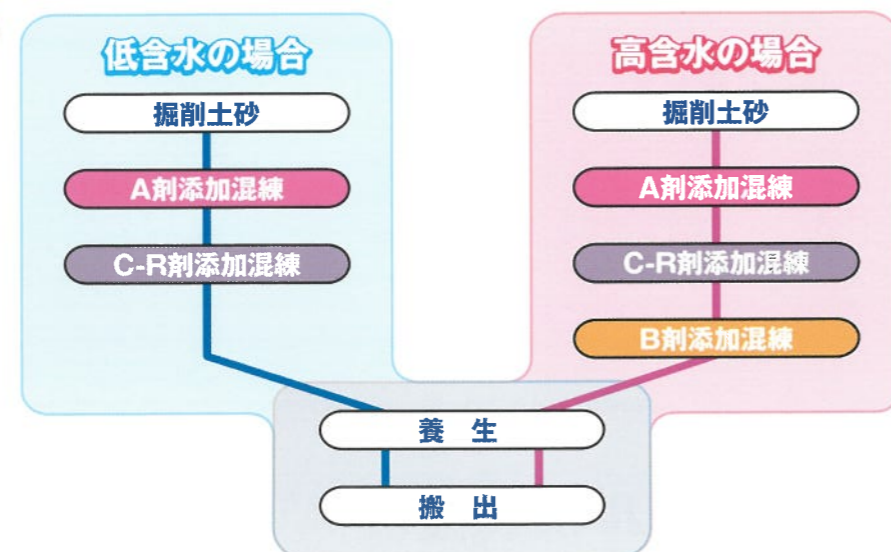 低含水の場合
掘削土砂
A剤添加混練
C-R剤添加混練
高含水の場合
掘削土砂
A剤添加混練
C-R剤添加混練
B剤添加混練
養 生
搬 出